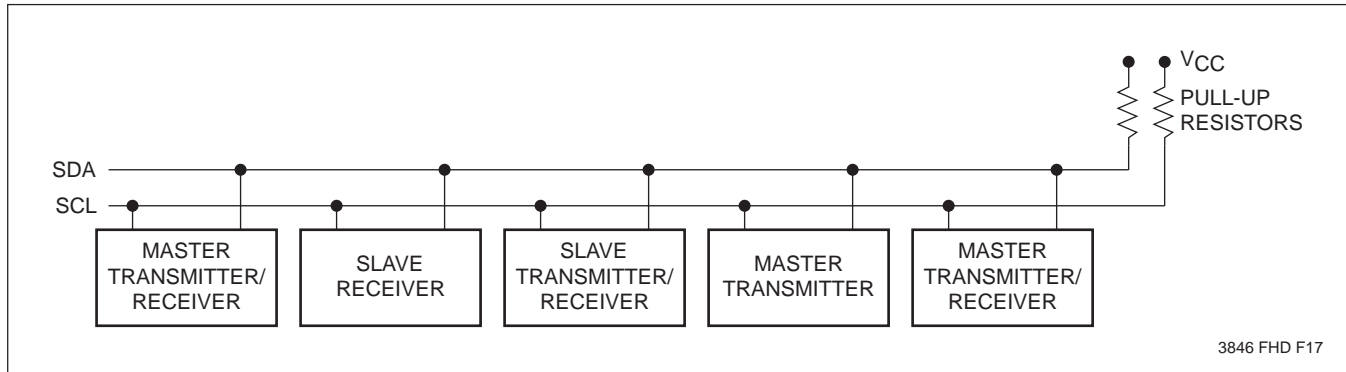 VCC
PULL-UP
RESISTORS
SDA
SCL
MASTER
TRANSMITTER/
RECEIVER
SLAVE
RECEIVER
SLAVE
TRANSMITTER/
RECEIVER
MASTER
TRANSMITTER
MASTER
TRANSMITTER/
RECEIVER
3846 FHD F17